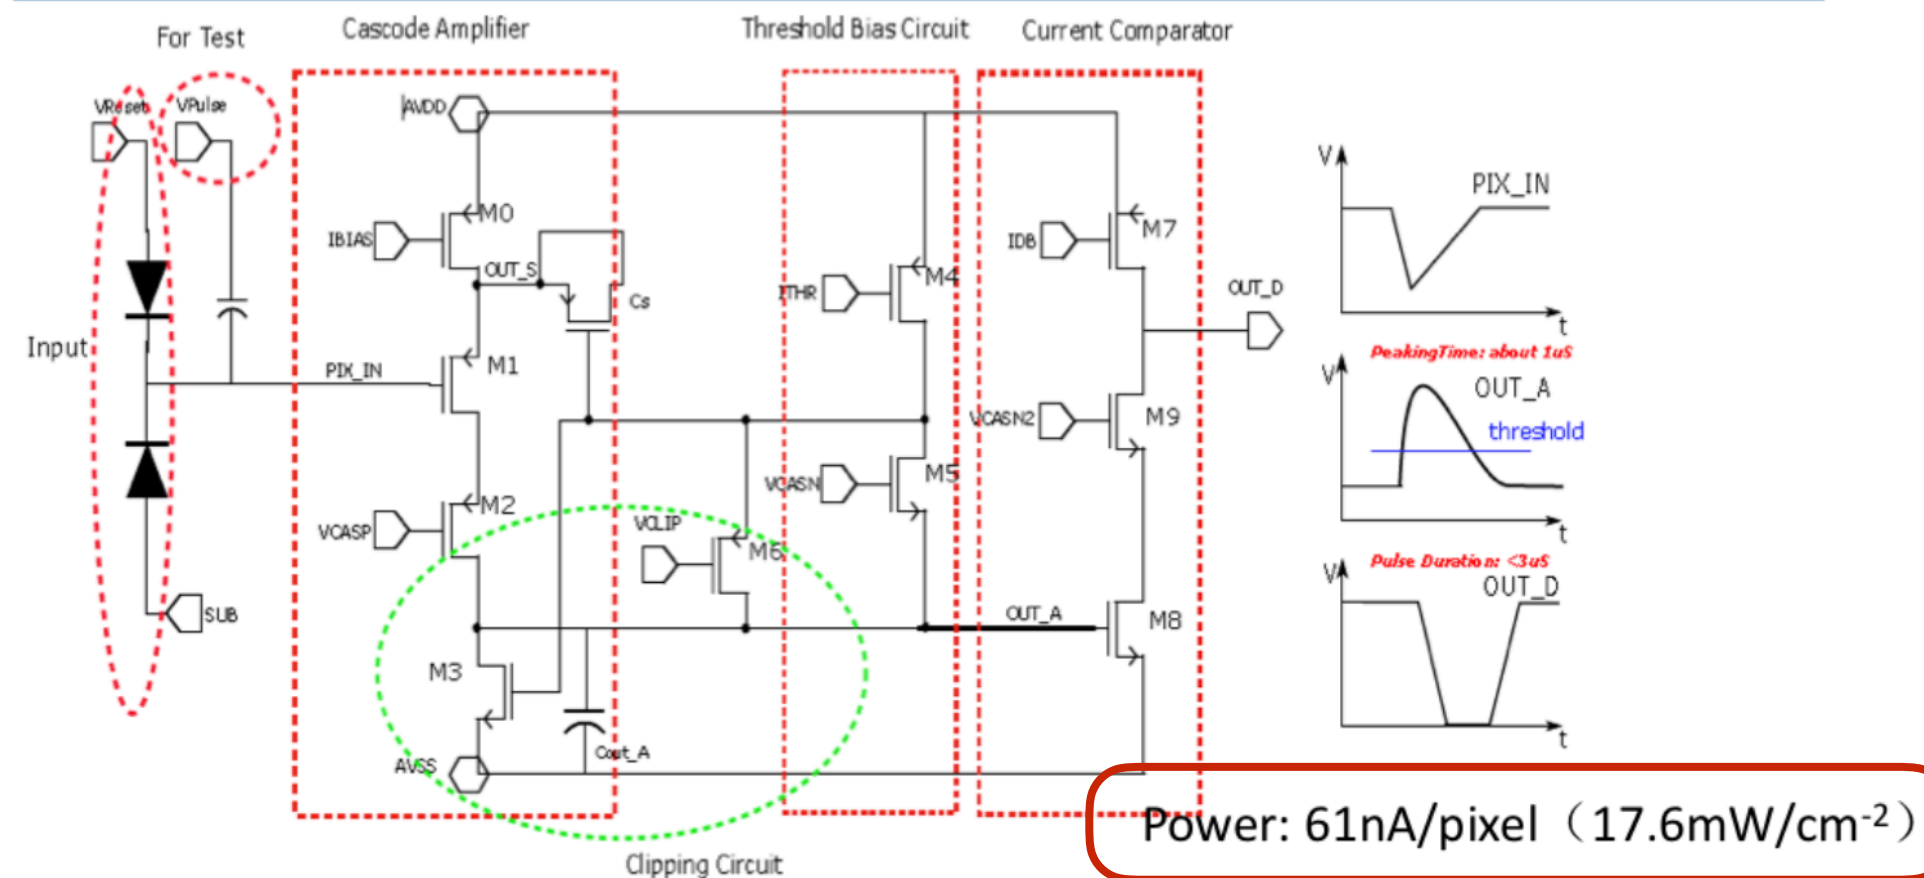 For Test
Cascode Amplifier
Threshold Bias Circuit
Current Comparator
VReset
VPulse
AVDD
M0
IBIAS
OUT_S
Cs
M7
IDB
M4
ITHR
OUT_D
Input
PIX_IN
M1
VCASN2
M9
VCASN
M5
VCASP
M2
VCLIP
M6
SUB
OUT_A
M8
M3
Cout_A
AVSS
Clipping Circuit
V
PIX_IN
t
PeakingTime: about 1uS
V
OUT_A
threshold
t
Pulse Duration: <3uS
V
OUT_D
t
Power: 61nA/pixel（17.6mW/cm-2）